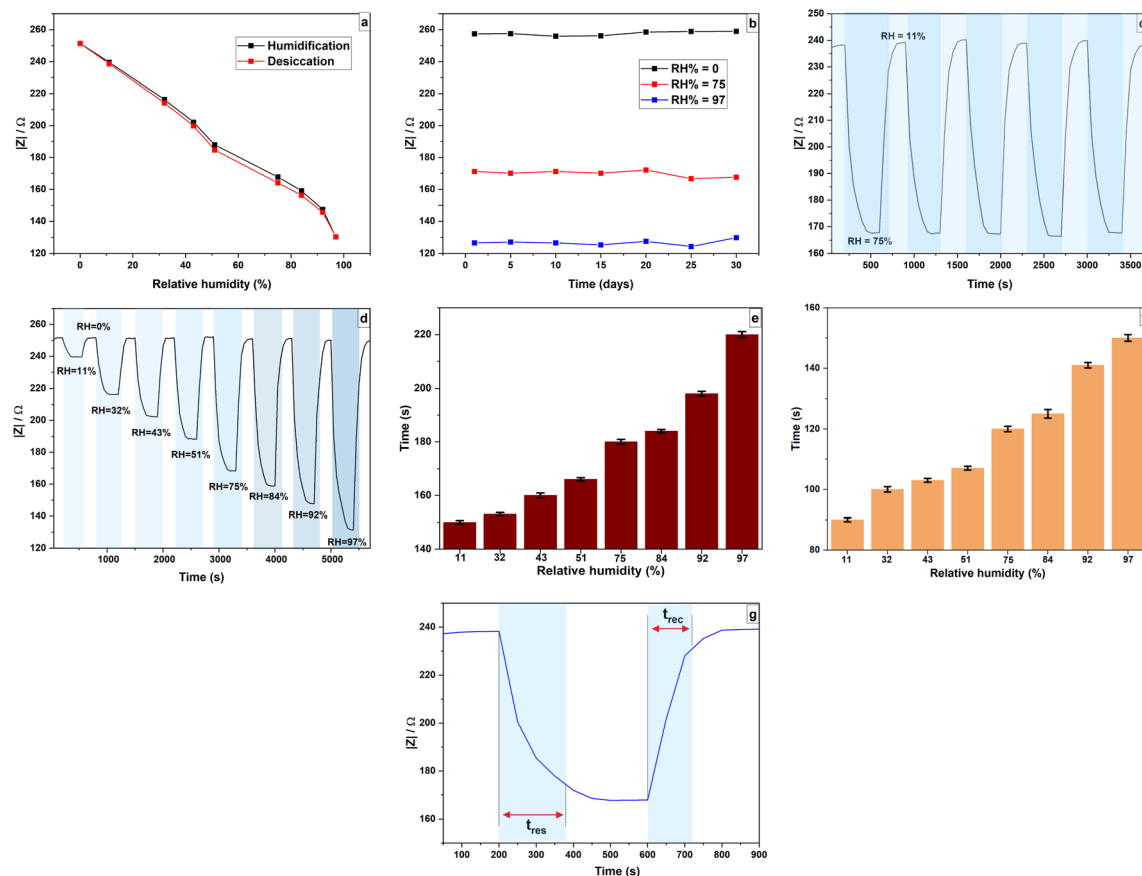 a
260
240
220
200
180
160
140
120
|Z| / Ω
Humidification
Desiccation
0 20 40 60 80 100
Relative humidity (%)
b
260
240
220
200
180
160
140
120
|Z| / Ω
RH% = 0
RH% = 75
RH% = 97
0 5 10 15 20 25 30
Time (days)
250
240
230
220
210
200
190
180
170
160
|Z| / Ω
RH = 11%
RH = 75%
500 1000 1500 2000 2500 3000 3500
Time (s)
d
260
240
220
200
180
160
140
120
|Z| / Ω
RH=0%
RH=11%
RH=32%
RH=43%
RH=51%
RH=75%
RH=84%
RH=92%
RH=97%
1000 2000 3000 4000 5000
Time (s)
e
220
200
180
160
140
Time (s)
11 32 43 51 75 84 92 97
Relative humidity (%)
160
140
120
100
80
Time (s)
11 32 43 51 75 84 92 97
Relative humidity (%)
g
240
220
200
180
160
|Z| / Ω
trec
tres
100 200 300 400 500 600 700 800 900
Time (s)